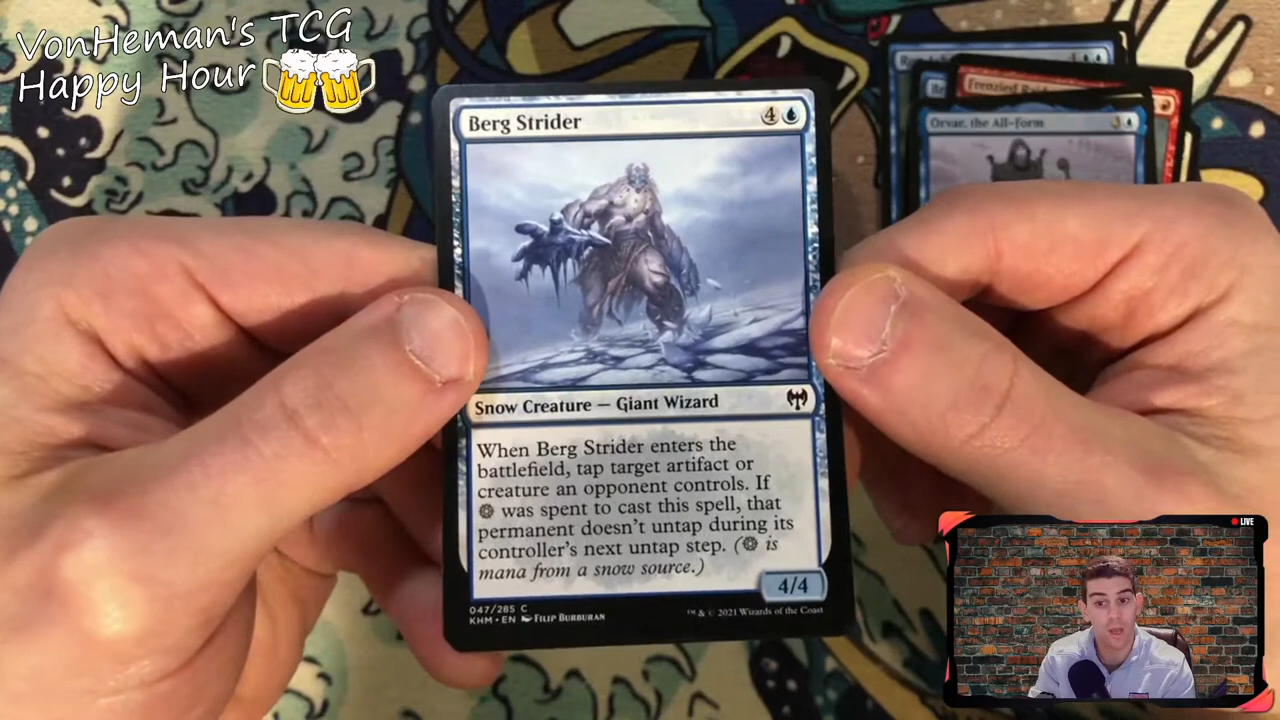 VonHeman's TCG
Happy Hour
Berg Strider
4
Snow Creature — Giant Wizard
When Berg Strider enters the
battlefield, tap target artifact or
creature an opponent controls. If
was spent to cast this spell, that
permanent doesn't untap during its
controller's next untap step. ( is
mana from a snow source.)
4/4
047/285 C
KHM • EN Filip Burburan
™ & © 2021 Wizards of the Coast
Frenzied
Orvar, the All-Form
3
LIVE